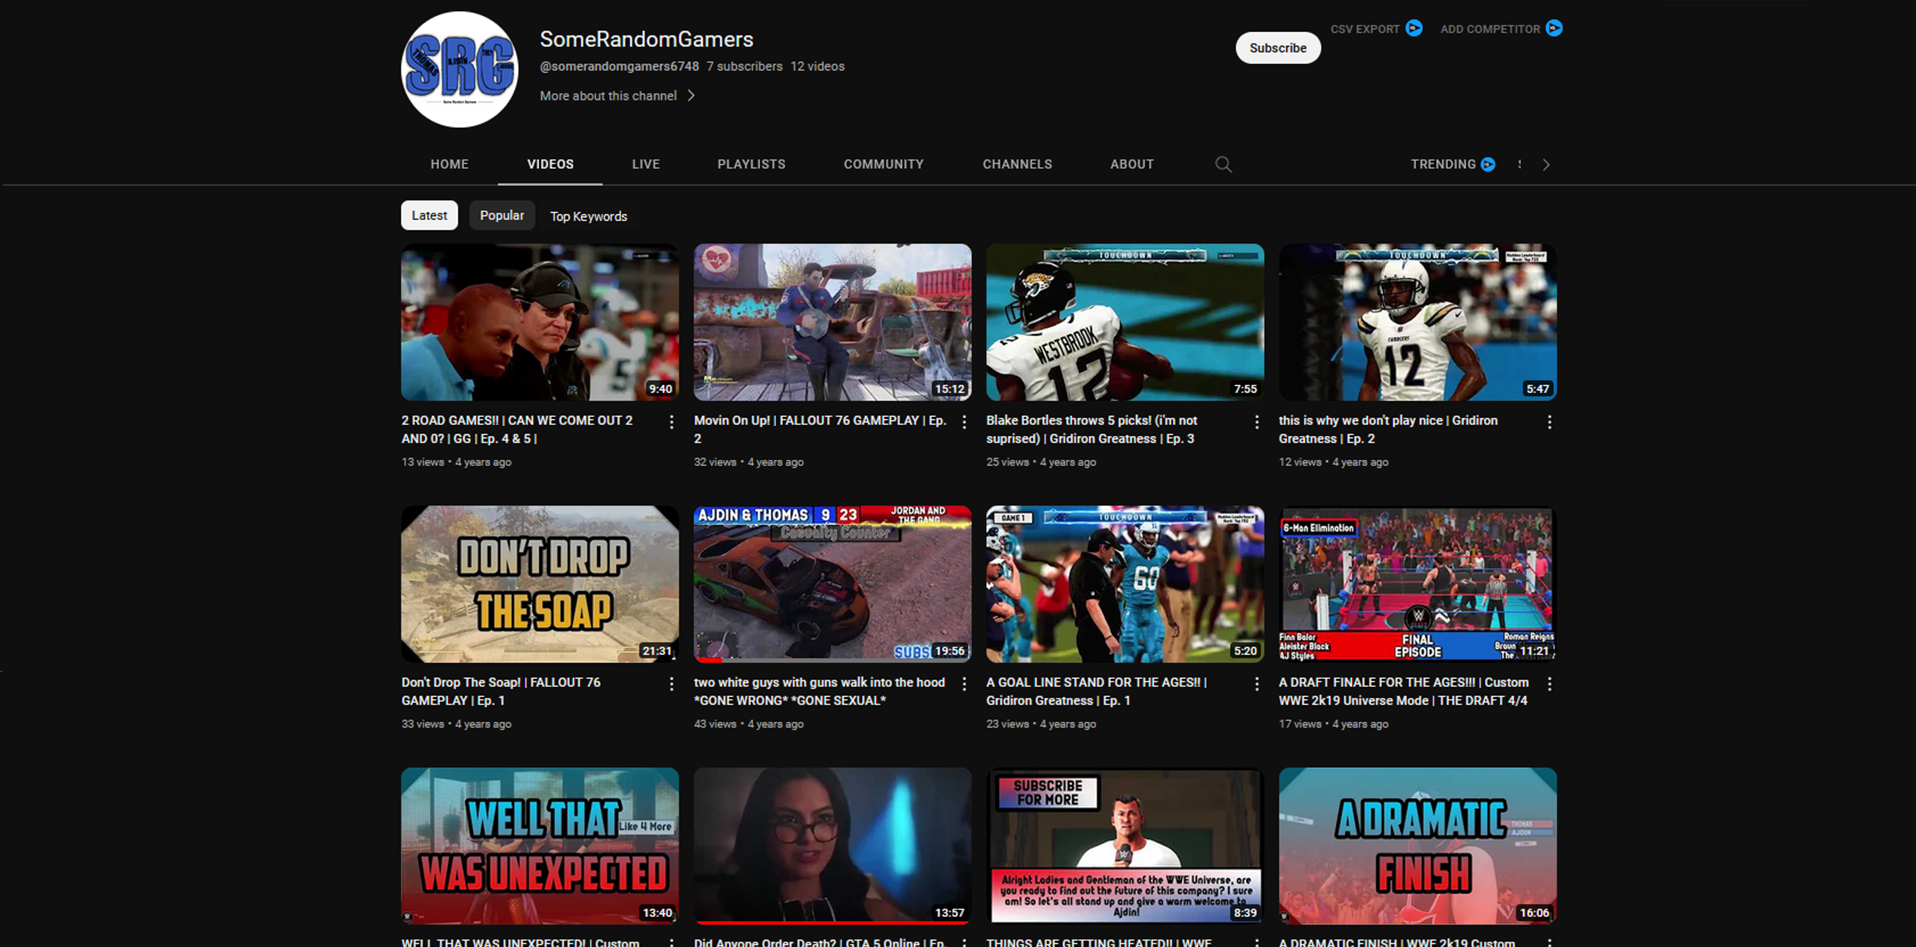 THOMAS
AJDIN
SRG
Some Random Gamers
SomeRandomGamers
@somerandomgamers6748 7 subscribers 12 videos
More about this channel
Subscribe
CSV EXPORT
ADD COMPETITOR
HOME VIDEOS LIVE PLAYLISTS COMMUNITY CHANNELS ABOUT TRENDING
Latest Popular Top Keywords
5
9:40
15:12
TOUCHDOWN
WESTBROOK
12
7:55
TOUCHDOWN
CHARGERS
12
5:47
2 ROAD GAMES!! | CAN WE COME OUT 2
AND 0? | GG | Ep. 4 & 5 |
13 views • 4 years ago
Movin On Up! | FALLOUT 76 GAMEPLAY | Ep.
2
32 views • 4 years ago
Blake Bortles throws 5 picks! (i'm not
suprised) | Gridiron Greatness | Ep. 3
25 views • 4 years ago
this is why we don't play nice | Gridiron
Greatness | Ep. 2
12 views • 4 years ago
DON'T DROP
THE SOAP
21:31
AJDIN & THOMAS 9 23 JORDAN AND
THE GANG
Casualty Counter
SUBS
19:56
GAME 1
TOUCHDOWN
60
5:20
6-Man Elimination
Finn Balor
Aleister Black
AJ Styles
FINAL
EPISODE
Roman Reigns
Braun
The
11:21
Don't Drop The Soap! | FALLOUT 76
GAMEPLAY | Ep. 1
33 views • 4 years ago
two white guys with guns walk into the hood
*GONE WRONG* *GONE SEXUAL*
43 views • 4 years ago
A GOAL LINE STAND FOR THE AGES!! |
Gridiron Greatness | Ep. 1
23 views • 4 years ago
A DRAFT FINALE FOR THE AGES!!! | Custom
WWE 2k19 Universe Mode | THE DRAFT 4/4
17 views • 4 years ago
WELL THAT
Like 4 More
WAS UNEXPECTED
13:40
13:57
SUBSCRIBE
FOR MORE
Alright Ladies and Gentleman of the WWE Universe, are
you ready to find out the future of this company? I sure
am! So let's all stand up and give a warm welcome to
Ajdin!
8:39
A DRAMATIC
THOMAS
AJDIN
FINISH
16:06
WELL THAT WAS UNEXPECTED! | Custom
Did Anyone Order Death? | GTA 5 Online | Ep.
THINGS ARE GETTING HEATED!! | WWE
A DRAMATIC FINISH | WWE 2K19 Custom